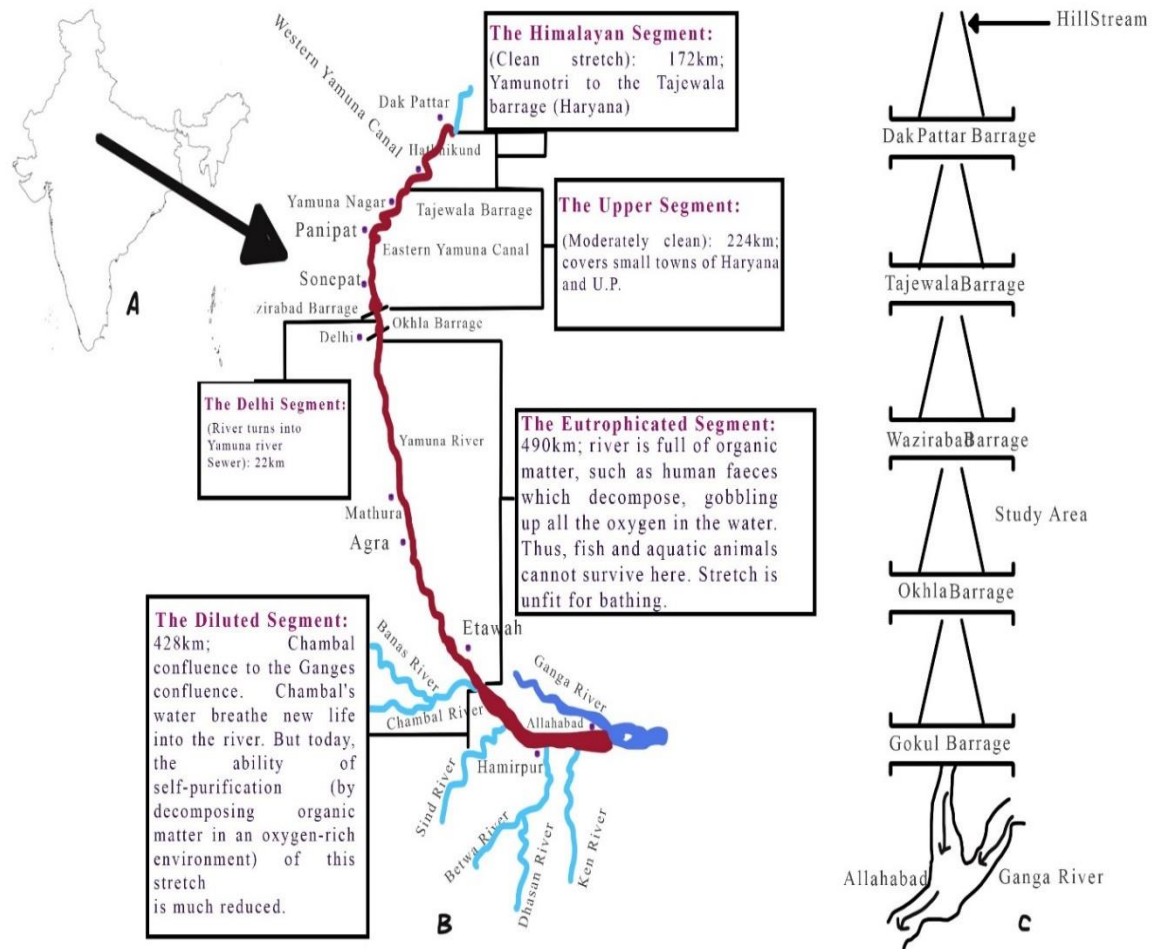 The Himalayan Segment:
(Clean stretch): 172km;
Yamunotri to the Tajewala
barrage (Haryana)
Western Yamuna Canal
Dak Pattar
Hathnikund
Yamuna Nagar
Tajewala Barrage
Panipat
Eastern Yamuna Canal
The Upper Segment:
(Moderately clean): 224km;
covers small towns of Haryana
and U.P.
Sonepat
zirabad Barrage
Okhla Barrage
Delhi
A
The Delhi Segment:
(River turns into
Yamuna river
Sewer): 22km
Yamuna River
The Eutrophicated Segment:
490km; river is full of organic
matter, such as human faeces
which decompose, gobbling
up all the oxygen in the water.
Thus, fish and aquatic animals
cannot survive here. Stretch is
unfit for bathing.
Mathura
Agra
The Diluted Segment:
428km; Chambal
confluence to the Ganges
confluence. Chambal's
water breathe new life
into the river. But today,
the ability of
self-purification (by
decomposing organic
matter in an oxygen-rich
environment) of this
stretch
is much reduced.
Etawah
Banas River
Chambal River
Ganga River
Allahabad
Hamirpur
Sind River
Betwa River
Dhasan River
Ken River
B
HillStream
Dak Pattar Barrage
Tajewala Barrage
Wazirabad Barrage
Study Area
Okhla Barrage
Gokul Barrage
Allahabad
Ganga River
C